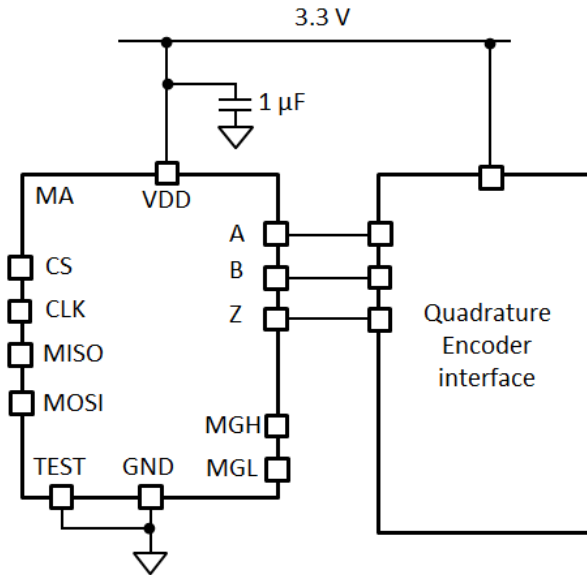 3.3 V
1 µF
MA
VDD
A
B
Z
CS
CLK
MISO
MOSI
Quadrature
Encoder
interface
MGH
MGL
TEST
GND